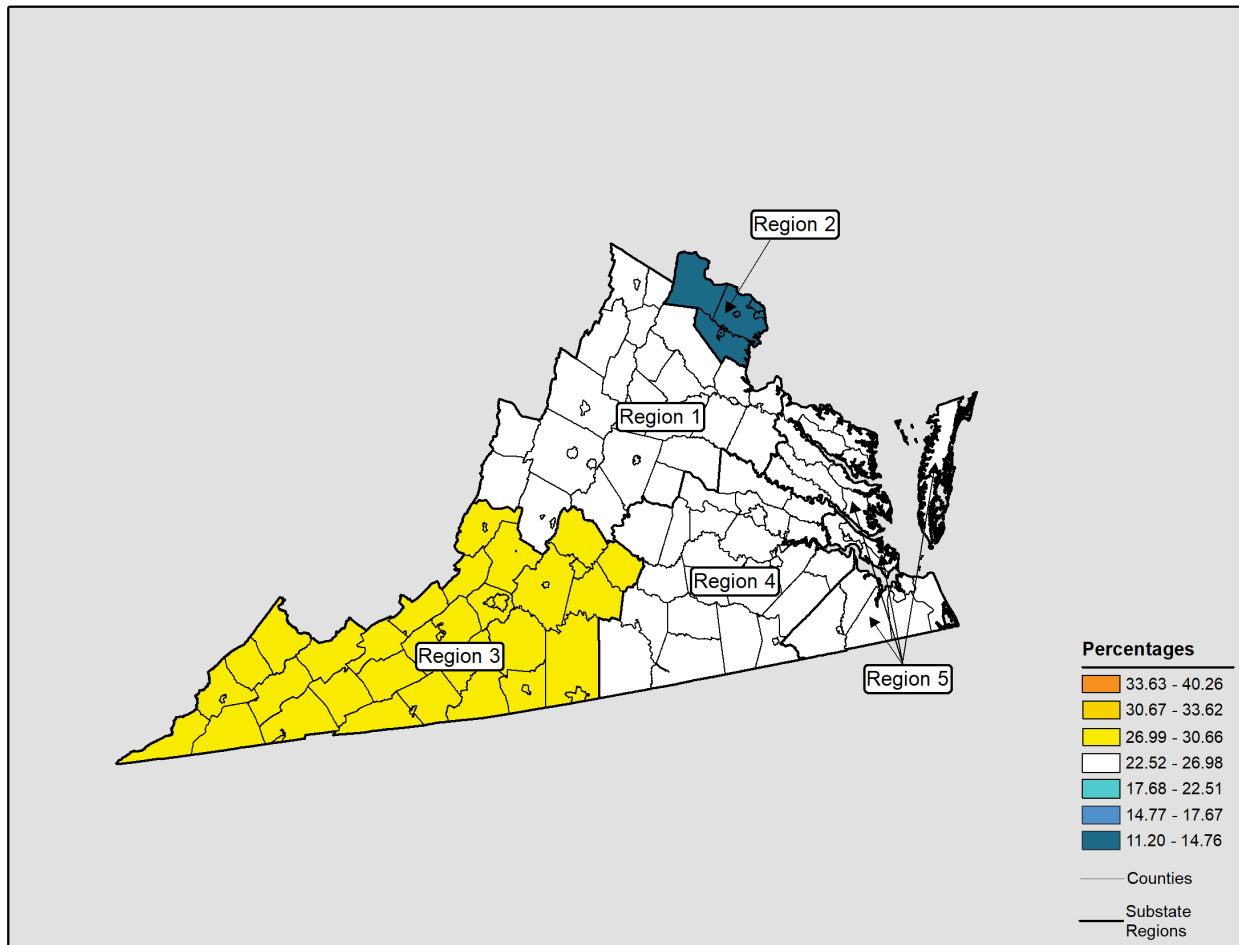 Region 2
Region 1
Region 4
Region 3
Region 5
Percentages
33.63 - 40.26
30.67 - 33.62
26.99 - 30.66
22.52 - 26.98
17.68 - 22.51
14.77 - 17.67
11.20 - 14.76
Counties
Substate
Regions